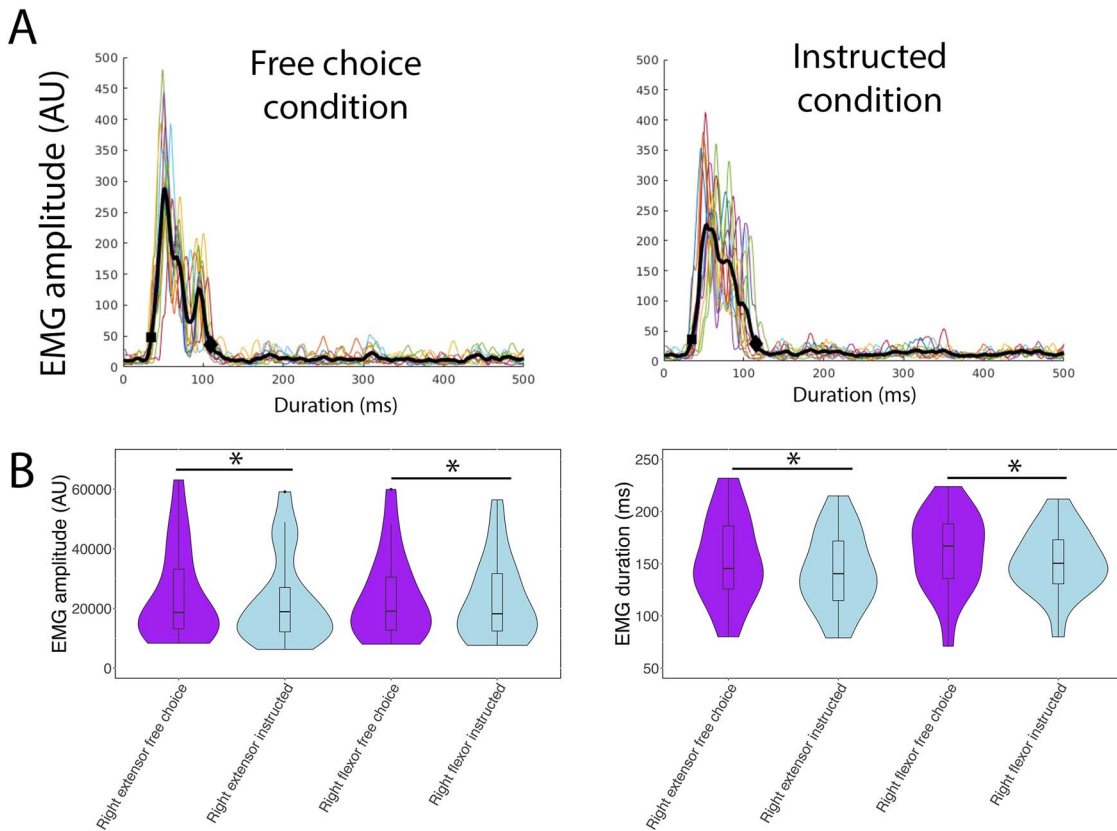 A
Free choice
condition
EMG amplitude (AU)
500
450
400
350
300
250
200
150
100
50
0
0 100 200 300 400 500
Duration (ms)
Instructed
condition
500
450
400
350
300
250
200
150
100
50
0
0 100 200 300 400 500
Duration (ms)
B
EMG amplitude (AU)
60000
40000
20000
0
*
*
Right extensor free choice
Right extensor instructed
Right flexor free choice
Right flexor instructed
EMG duration (ms)
250
200
150
100
50
*
*
Right extensor free choice
Right extensor instructed
Right flexor free choice
Right flexor instructed